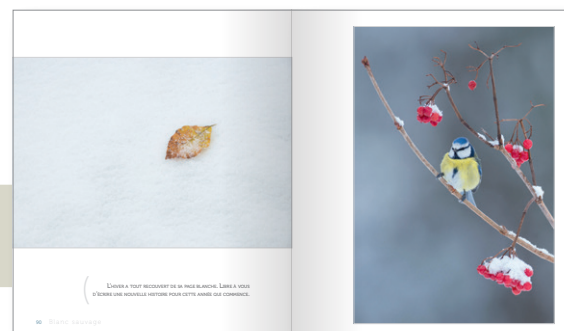 L'hiver a tout recouvert de sa page blanche. Libre à vous
d'écrire une nouvelle histoire pour cette année qui commence.